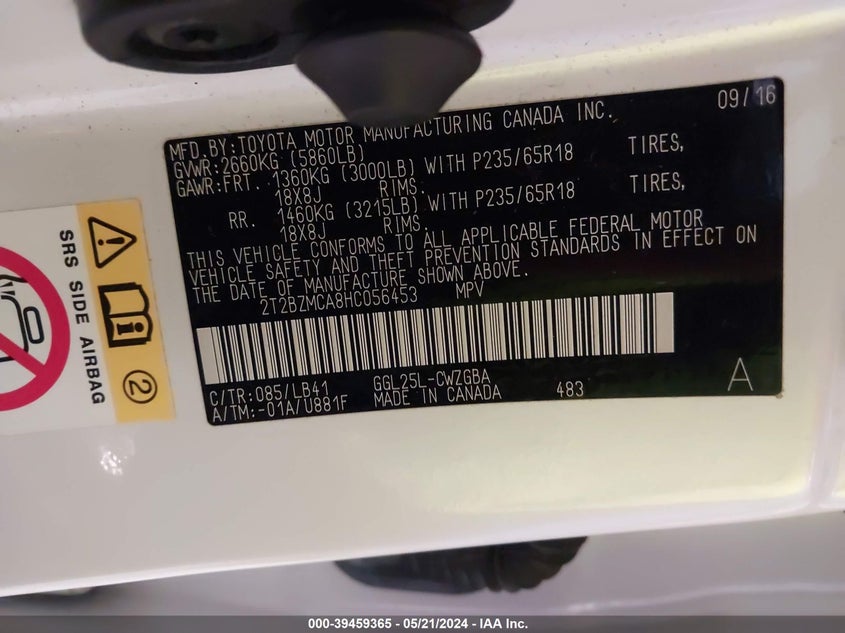 09/16
MFD.BY:TOYOTA MOTOR MANUFACTURING CANADA INC.
GVWR:2660KG (5860LB)
GAWR:FRT. 1360KG (3000LB) WITH P235/65R18 TIRES,
18X8J RIMS.
RR. 1460KG (3215LB) WITH P235/65R18 TIRES,
18X8J RIMS.
THIS VEHICLE CONFORMS TO ALL APPLICABLE FEDERAL MOTOR
VEHICLE SAFETY AND THEFT PREVENTION STANDARDS IN EFFECT ON
THE DATE OF MANUFACTURE SHOWN ABOVE.
2T2BZMCA8HC056453 MPV
C/TR:085/LB41 GGL25L-CWZGBA
A/TM:-01A/U881F MADE IN CANADA 483
A
SRS SIDE AIRBAG
2
000-39459365 - 05/21/2024 - IAA Inc.